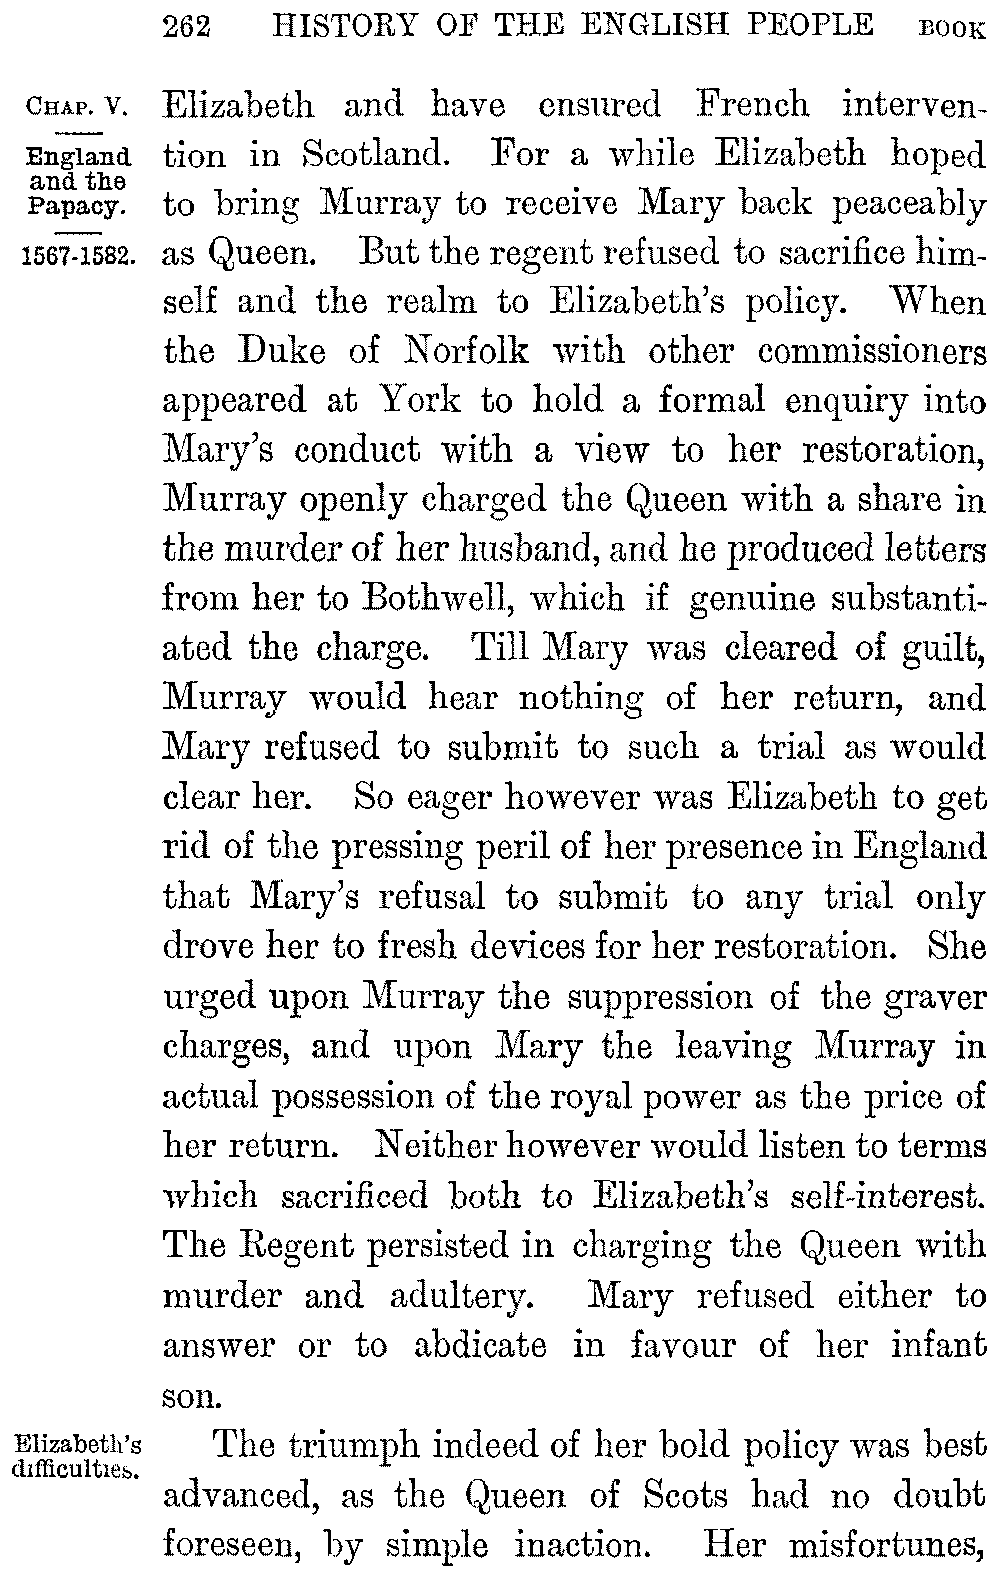 262 HISTORY OF THE ENGLISH PEOPLE BOOK
CHAP. V.
England
and the
Papacy.
1567-1582.
Elizabeth and have ensured French interven-
tion in Scotland. For a while Elizabeth hoped
to bring Murray to receive Mary back peaceably
as Queen. But the regent refused to sacrifice him-
self and the realm to Elizabeth's policy. When
the Duke of Norfolk with other commissioners
appeared at York to hold a formal enquiry into
Mary's conduct with a view to her restoration,
Murray openly charged the Queen with a share in
the murder of her husband, and he produced letters
from her to Bothwell, which if genuine substanti-
ated the charge. Till Mary was cleared of guilt,
Murray would hear nothing of her return, and
Mary refused to submit to such a trial as would
clear her. So eager however was Elizabeth to get
rid of the pressing peril of her presence in England
that Mary's refusal to submit to any trial only
drove her to fresh devices for her restoration. She
urged upon Murray the suppression of the graver
charges, and upon Mary the leaving Murray in
actual possession of the royal power as the price of
her return. Neither however would listen to terms
which sacrificed both to Elizabeth's self-interest.
The Regent persisted in charging the Queen with
murder and adultery. Mary refused either to
answer or to abdicate in favour of her infant
son.
Elizabeth's
difficulties.
The triumph indeed of her bold policy was best
advanced, as the Queen of Scots had no doubt
foreseen, by simple inaction. Her misfortunes,